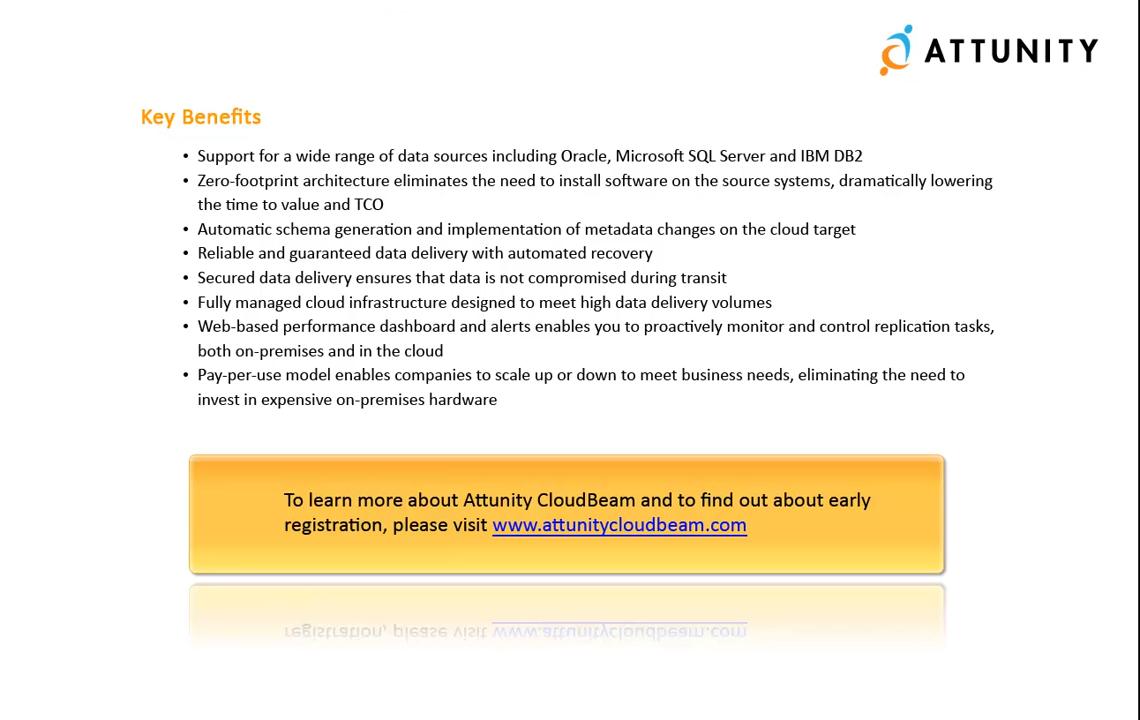 ATTUNITY
Key Benefits
• Support for a wide range of data sources including Oracle, Microsoft SQL Server and IBM DB2
• Zero-footprint architecture eliminates the need to install software on the source systems, dramatically lowering
the time to value and TCO
• Automatic schema generation and implementation of metadata changes on the cloud target
• Reliable and guaranteed data delivery with automated recovery
• Secured data delivery ensures that data is not compromised during transit
• Fully managed cloud infrastructure designed to meet high data delivery volumes
• Web-based performance dashboard and alerts enables you to proactively monitor and control replication tasks,
both on-premises and in the cloud
• Pay-per-use model enables companies to scale up or down to meet business needs, eliminating the need to
invest in expensive on-premises hardware
To learn more about Attunity CloudBeam and to find out about early
registration, please visit www.attunitycloudbeam.com
registration, please visit www.attunitycloudbeam.com